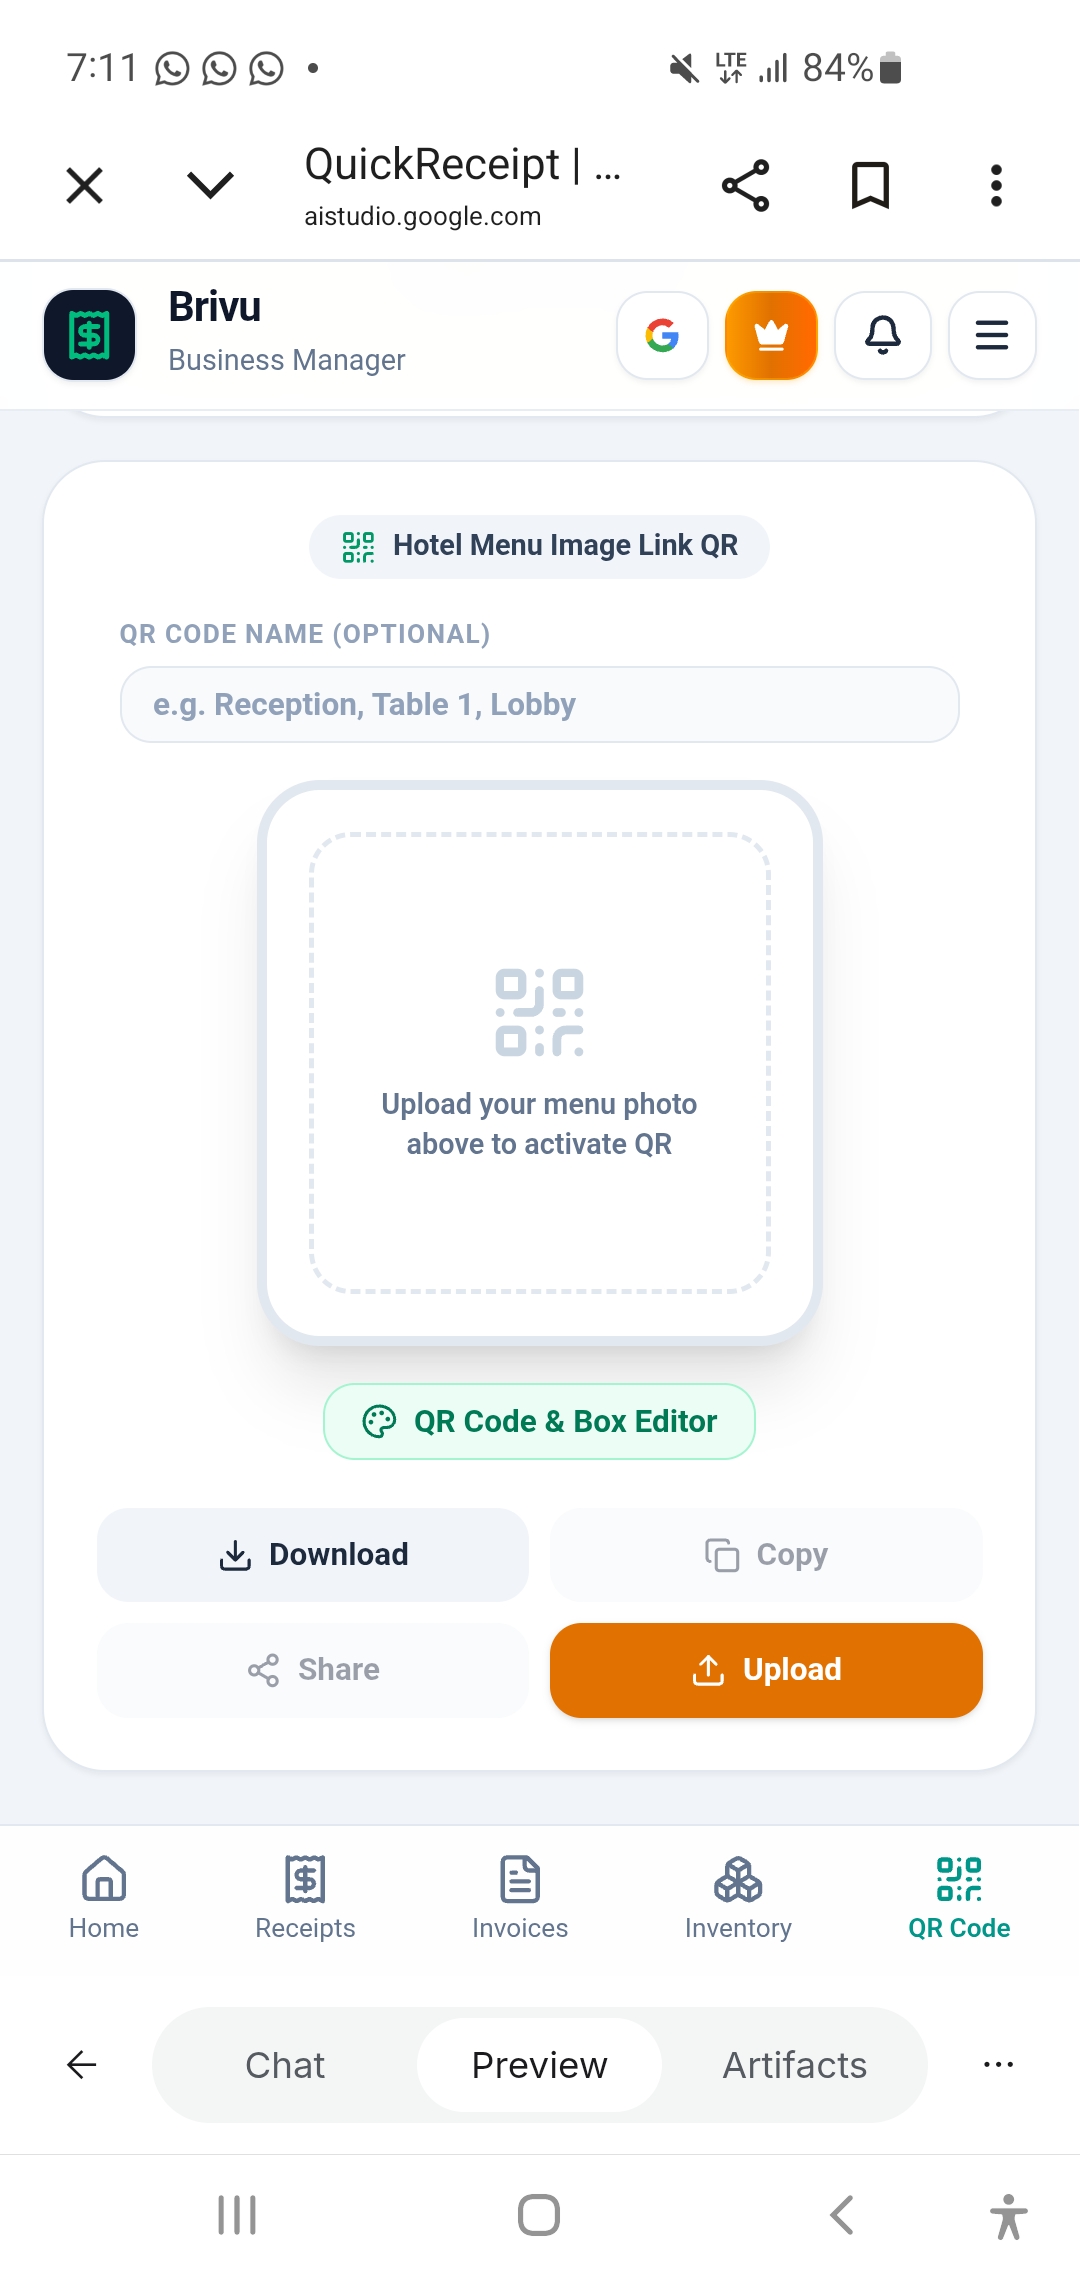 7:11
LTE
84%
QuickReceipt | ...
aistudio.google.com
Brivu
Business Manager
Hotel Menu Image Link QR
QR CODE NAME (OPTIONAL)
e.g. Reception, Table 1, Lobby
Upload your menu photo
above to activate QR
QR Code & Box Editor
Download
Copy
Share
Upload
Home
Receipts
Invoices
Inventory
QR Code
Chat
Preview
Artifacts